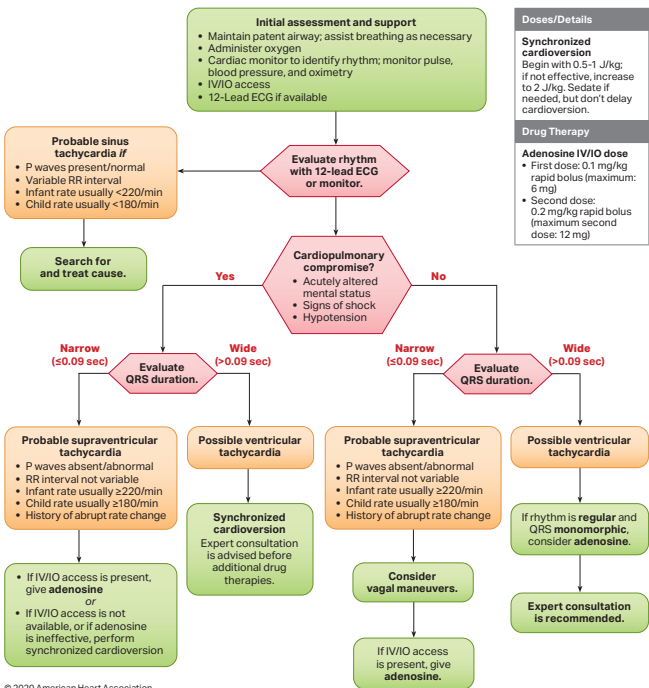 Initial assessment and support
• Maintain patent airway; assist breathing as necessary
• Administer oxygen
• Cardiac monitor to identify rhythm; monitor pulse,
blood pressure, and oximetry
• IV/IO access
• 12-Lead ECG if available
Doses/Details
Synchronized
cardioversion
Begin with 0.5-1 J/kg;
if not effective, increase
to 2 J/kg. Sedate if
needed, but don't delay
cardioversion.
Drug Therapy
Adenosine IV/IO dose
• First dose: 0.1 mg/kg
rapid bolus (maximum:
6 mg)
• Second dose:
0.2 mg/kg rapid bolus
(maximum second
dose: 12 mg)
Probable sinus
tachycardia if
• P waves present/normal
• Variable RR interval
• Infant rate usually <220/min
• Child rate usually <180/min
Evaluate rhythm
with 12-lead ECG
or monitor.
Search for
and treat cause.
Cardiopulmonary
compromise?
• Acutely altered
mental status
• Signs of shock
• Hypotension
Yes
No
Narrow
(≤0.09 sec)
Wide
(>0.09 sec)
Evaluate
QRS duration.
Narrow
(≤0.09 sec)
Wide
(>0.09 sec)
Evaluate
QRS duration.
Probable supraventricular
tachycardia
• P waves absent/abnormal
• RR interval not variable
• Infant rate usually ≥220/min
• Child rate usually ≥180/min
• History of abrupt rate change
Possible ventricular
tachycardia
Probable supraventricular
tachycardia
• P waves absent/abnormal
• RR interval not variable
• Infant rate usually ≥220/min
• Child rate usually ≥180/min
• History of abrupt rate change
Possible ventricular
tachycardia
Synchronized
cardioversion
Expert consultation
is advised before
additional drug
therapies.
If rhythm is regular and
QRS monomorphic,
consider adenosine.
• If IV/IO access is present,
give adenosine
or
• If IV/IO access is not
available, or if adenosine
is ineffective, perform
synchronized cardioversion
Consider
vagal maneuvers.
Expert consultation
is recommended.
If IV/IO access
is present, give
adenosine.
© 2020 American Heart Association